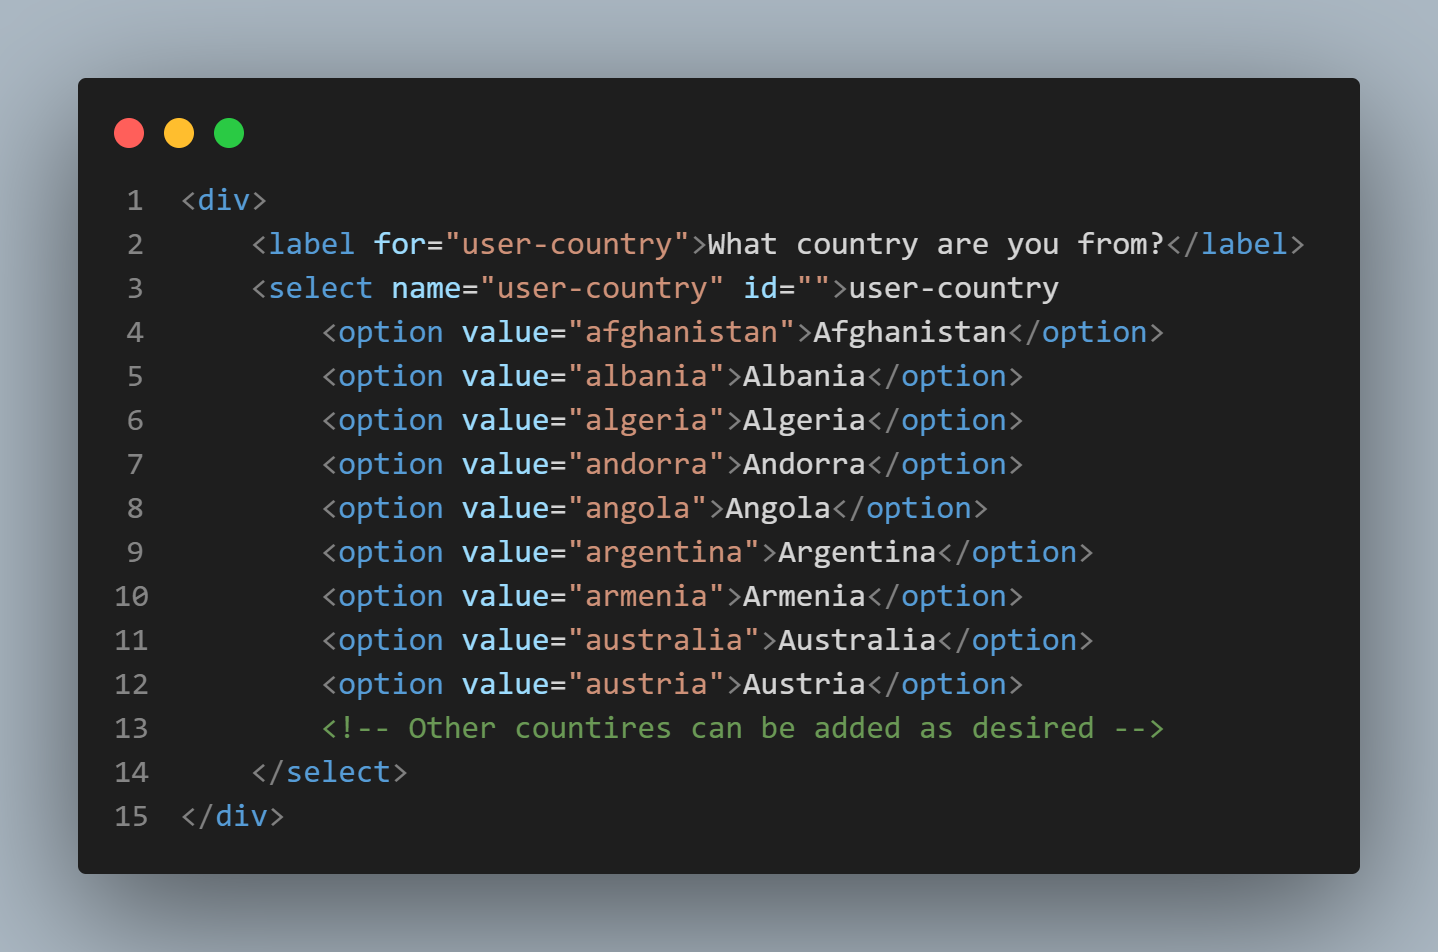 1 <div>
2     <label for="user-country">What country are you from?</label>
3     <select name="user-country" id="">user-country
4         <option value="afghanistan">Afghanistan</option>
5         <option value="albania">Albania</option>
6         <option value="algeria">Algeria</option>
7         <option value="andorra">Andorra</option>
8         <option value="angola">Angola</option>
9         <option value="argentina">Argentina</option>
10         <option value="armenia">Armenia</option>
11         <option value="australia">Australia</option>
12         <option value="austria">Austria</option>
13         <!-- Other countires can be added as desired -->
14     </select>
15 </div>